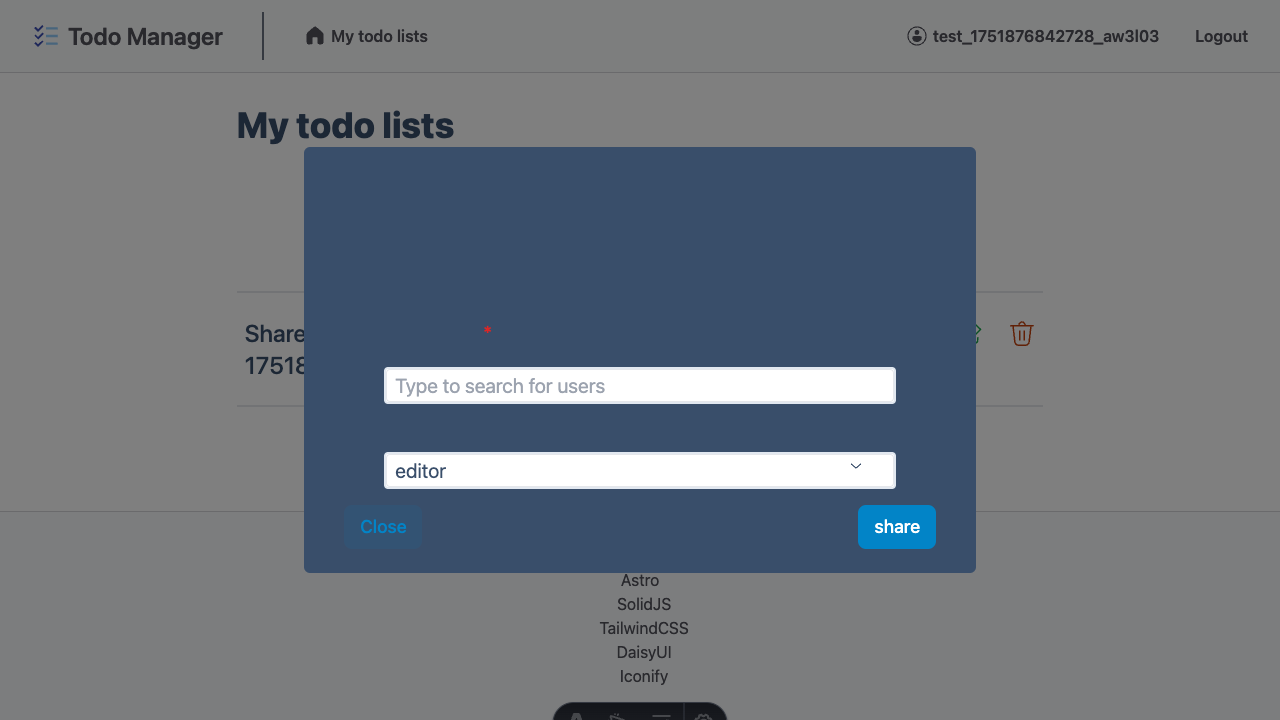 Todo Manager
My todo lists
test_1751876842728_aw3l03
Logout
My todo lists
Share
17518
Type to search for users
editor
Close
share
Astro
SolidJS
TailwindCSS
DaisyUI
Iconify